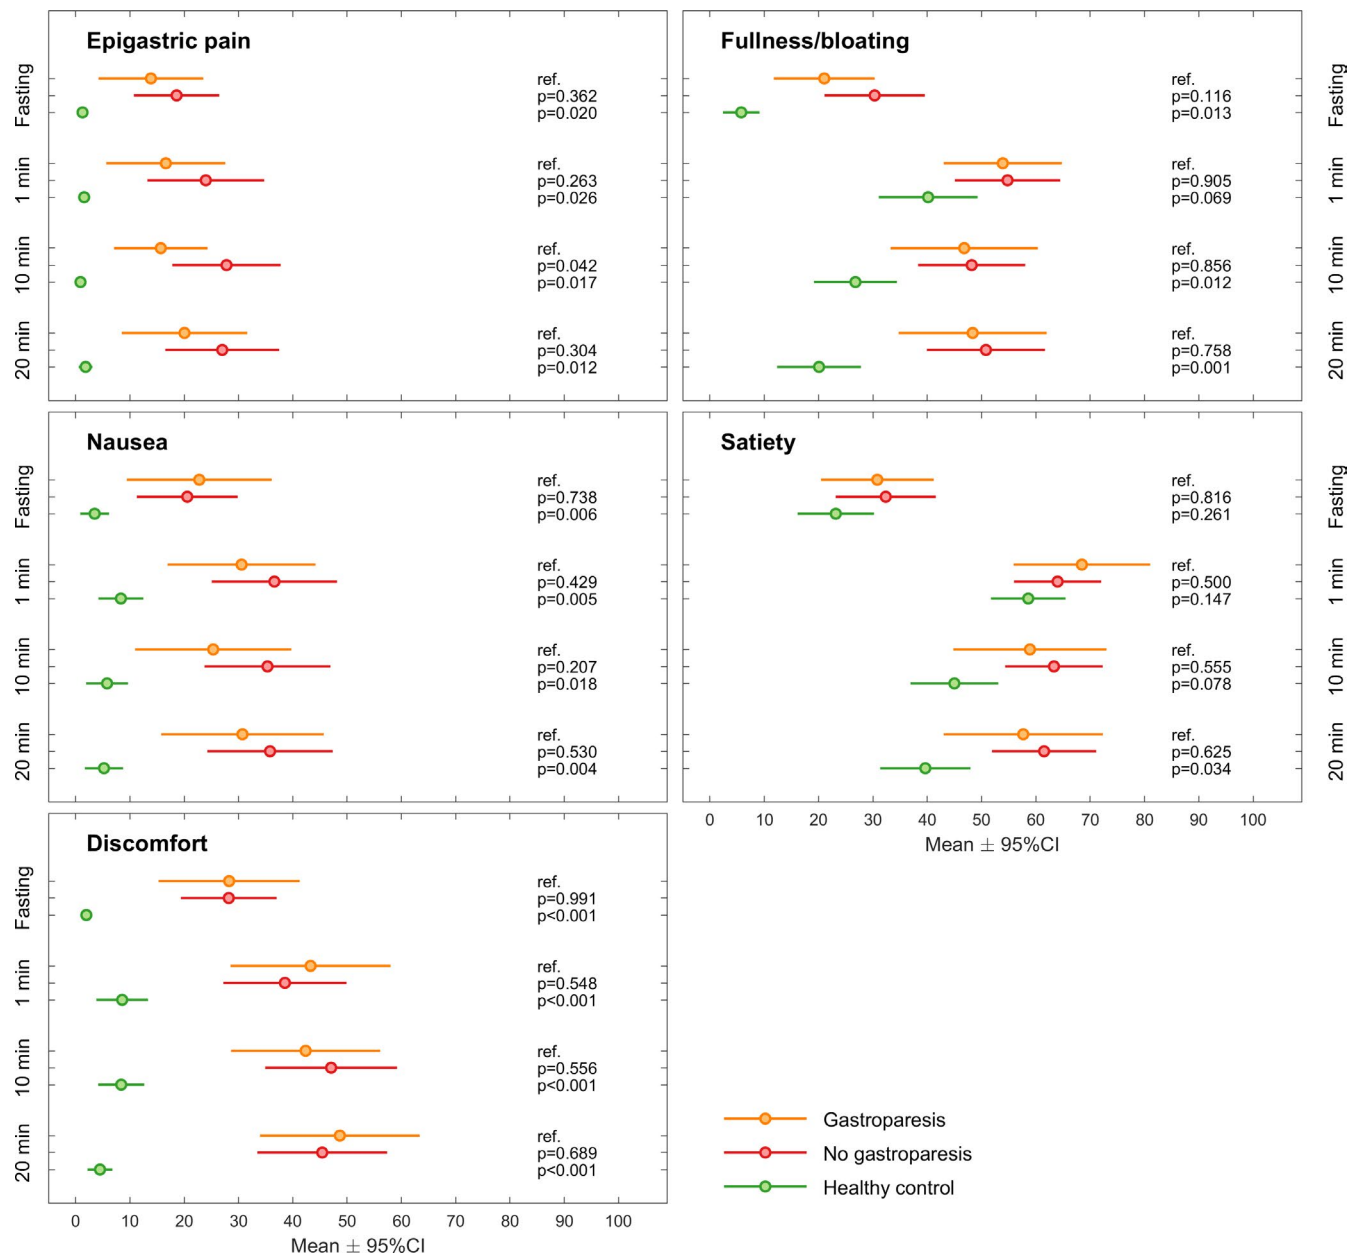 Epigastric pain
Fasting
ref.
p=0.362
p=0.020
1 min
ref.
p=0.263
p=0.026
10 min
ref.
p=0.042
p=0.017
20 min
ref.
p=0.304
p=0.012
Fullness/bloating
Fasting
ref.
p=0.116
p=0.013
1 min
ref.
p=0.905
p=0.069
10 min
ref.
p=0.856
p=0.012
20 min
ref.
p=0.758
p=0.001
Nausea
Fasting
ref.
p=0.738
p=0.006
1 min
ref.
p=0.429
p=0.005
10 min
ref.
p=0.207
p=0.018
20 min
ref.
p=0.530
p=0.004
Satiety
Fasting
ref.
p=0.816
p=0.261
1 min
ref.
p=0.500
p=0.147
10 min
ref.
p=0.555
p=0.078
20 min
ref.
p=0.625
p=0.034
0 10 20 30 40 50 60 70 80 90 100
Mean ± 95%CI
Discomfort
Fasting
ref.
p=0.991
p<0.001
1 min
ref.
p=0.548
p<0.001
10 min
ref.
p=0.556
p<0.001
20 min
ref.
p=0.689
p<0.001
0 10 20 30 40 50 60 70 80 90 100
Mean ± 95%CI
Gastroparesis
No gastroparesis
Healthy control